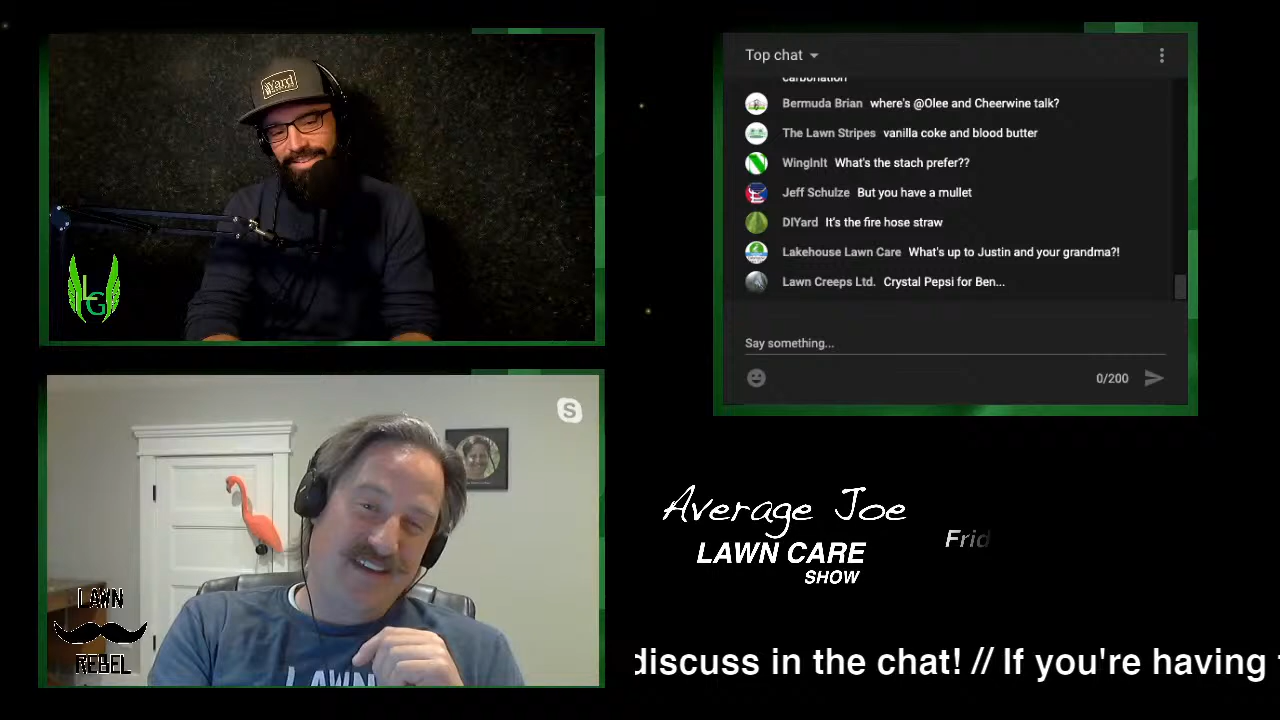 Yard
LG
LAWN
REBEL
LAWN
S
Top chat
carbonation
Bermuda Brian where's @Olee and Cheerwine talk?
The Lawn Stripes vanilla coke and blood butter
WingInIt What's the stach prefer??
Jeff Schulze But you have a mullet
DIYard It's the fire hose straw
Lakehouse Lawn Care What's up to Justin and your grandma?!
Lawn Creeps Ltd. Crystal Pepsi for Ben...
Say something...
0/200
Average Joe
LAWN CARE
SHOW
Frid
discuss in the chat! // If you're having